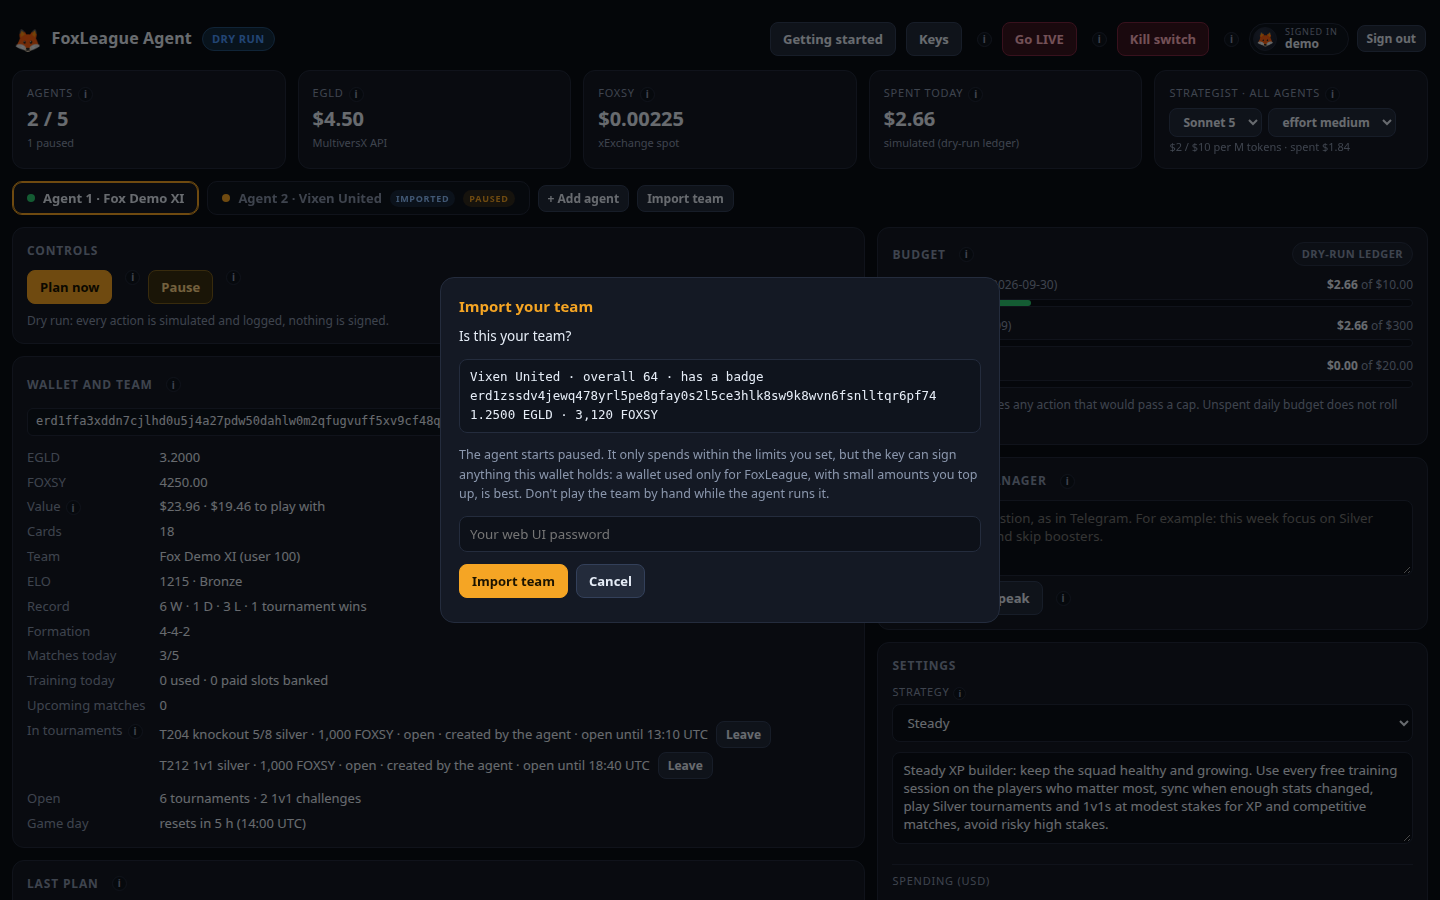 FoxLeague Agent
DRY RUN
Getting started
Keys
i
Go LIVE
i
Kill switch
i
SIGNED IN
demo
Sign out
AGENTS i
2 / 5
1 paused
EGLD i
$4.50
MultiversX API
FOXSY i
$0.00225
xExchange spot
SPENT TODAY i
$2.66
simulated (dry-run ledger)
STRATEGIST · ALL AGENTS i
Sonnet 5
effort medium
$2 / $10 per M tokens · spent $1.84
Agent 1 · Fox Demo XI
Agent 2 · Vixen United IMPORTED PAUSED
+ Add agent
Import team
CONTROLS
Plan now
i
Pause
i
Dry run: every action is simulated and logged, nothing is signed.
WALLET AND TEAM i
erd1ffa3xddn7cjlhd0u5j4a27pdw50dahlw0m2qfugvuff5xv9cf48q
EGLD 3.2000
FOXSY 4250.00
Value i $23.96 · $19.46 to play with
Cards 18
Team Fox Demo XI (user 100)
ELO 1215 · Bronze
Record 6 W · 1 D · 3 L · 1 tournament wins
Formation 4-4-2
Matches today 3/5
Training today 0 used · 0 paid slots banked
Upcoming matches 0
In tournaments i T204 knockout 5/8 silver · 1,000 FOXSY · open · created by the agent · open until 13:10 UTC Leave
T212 1v1 silver · 1,000 FOXSY · open · created by the agent · open until 18:40 UTC Leave
Open 6 tournaments · 2 1v1 challenges
Game day resets in 5 h (14:00 UTC)
LAST PLAN i
Import your team
Is this your team?
Vixen United · overall 64 · has a badge
erd1zssdv4jewq478yrl5pe8gfay0s2l5ce3hlk8sw9k8wvn6fsnlltqr6pf74
1.2500 EGLD · 3,120 FOXSY
The agent starts paused. It only spends within the limits you set, but the key can sign
anything this wallet holds: a wallet used only for FoxLeague, with small amounts you top
up, is best. Don't play the team by hand while the agent runs it.
Your web UI password
Import team
Cancel
BUDGET i
DRY-RUN LEDGER
026-09-30) $2.66 of $10.00
9) $2.66 of $300
$0.00 of $20.00
es any action that would pass a cap. Unspent daily budget does not roll
NAGER i
stion, as in Telegram. For example: this week focus on Silver
nd skip boosters.
peak
i
SETTINGS
STRATEGY i
Steady
Steady XP builder: keep the squad healthy and growing. Use every free training
session on the players who matter most, sync when enough stats changed,
play Silver tournaments and 1v1s at modest stakes for XP and competitive
matches, avoid risky high stakes.
SPENDING (USD)